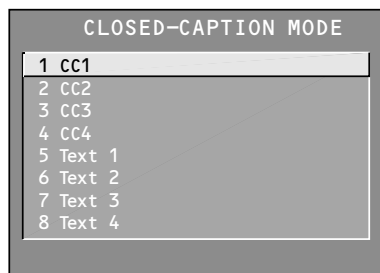 CLOSED-CAPTION MODE
1 CC1
2 CC2
3 CC3
4 CC4
5 Text 1
6 Text 2
7 Text 3
8 Text 4